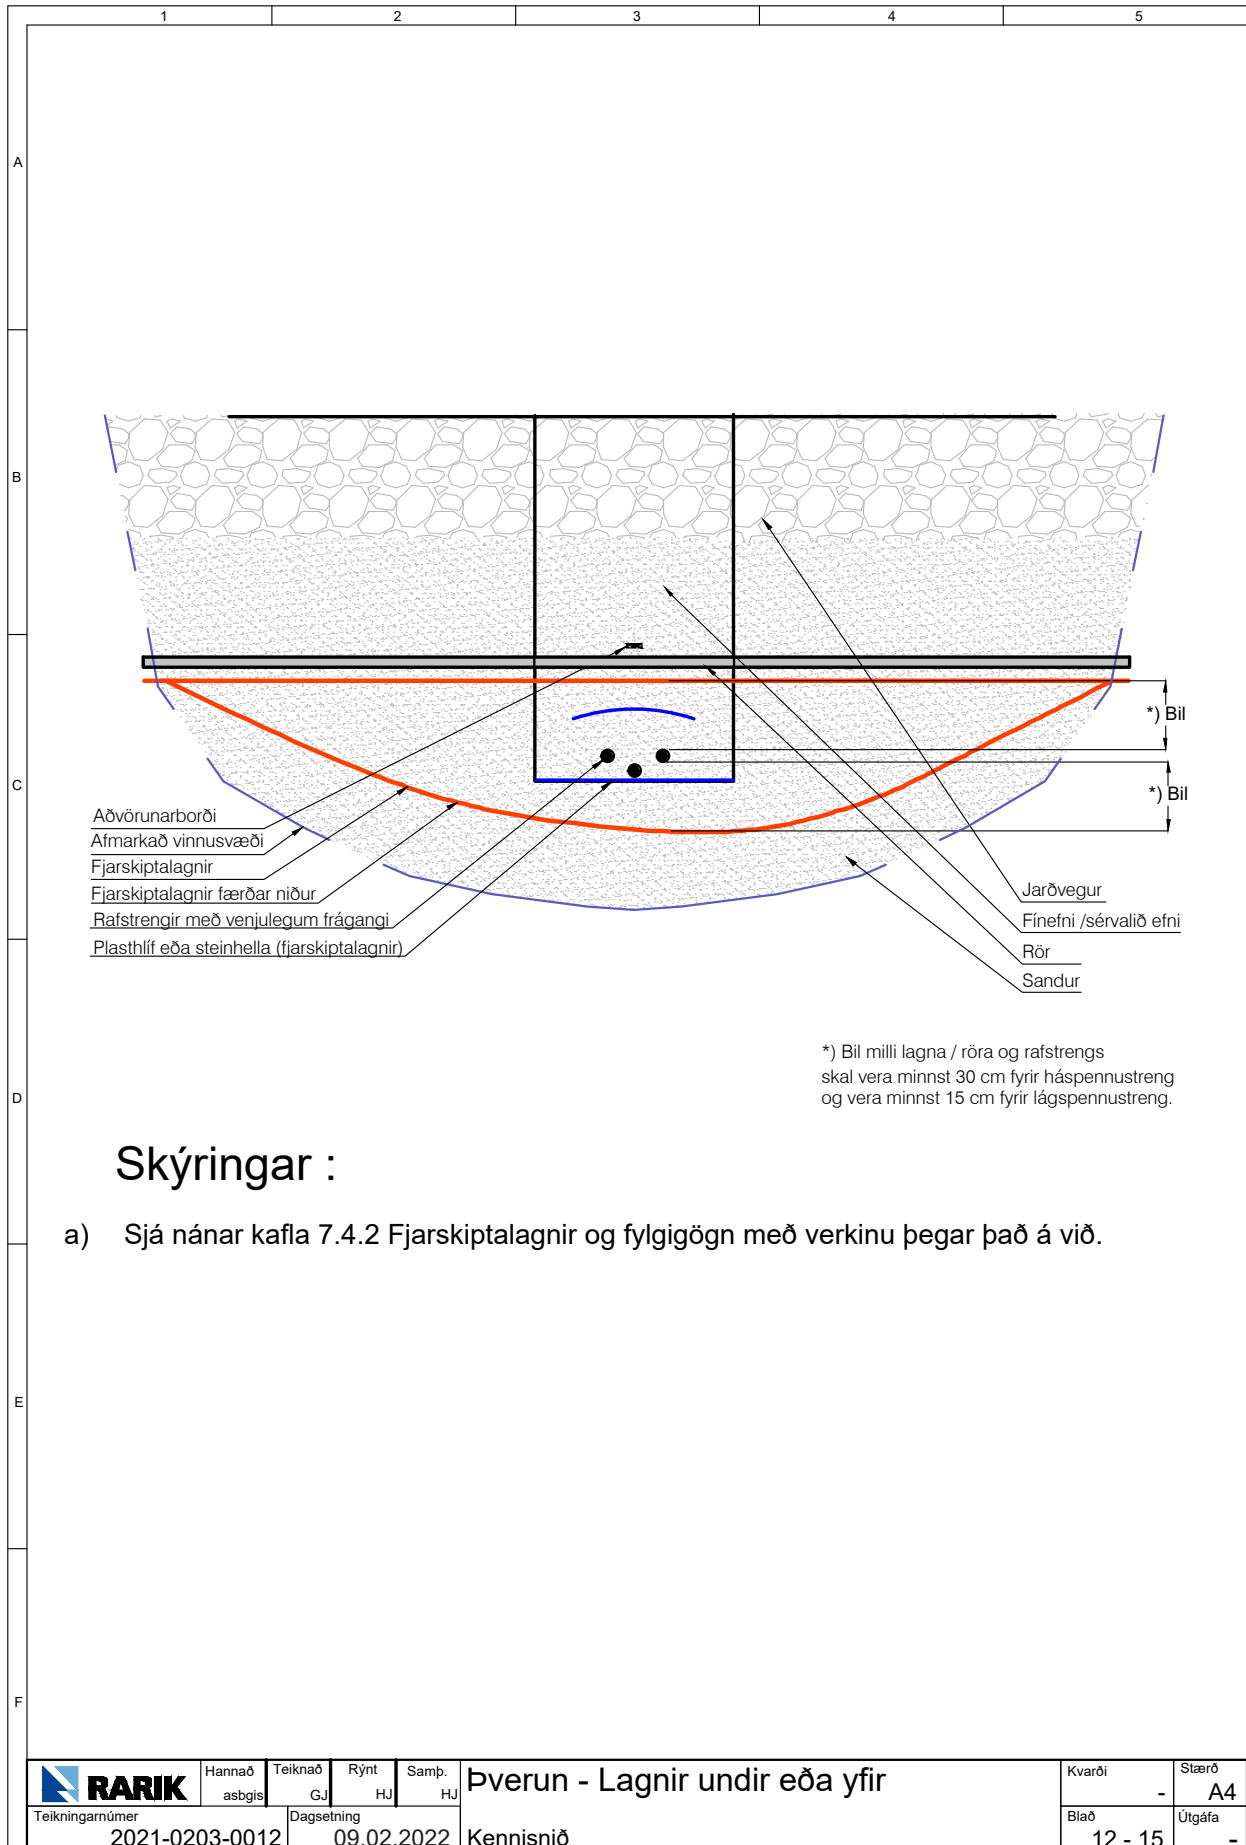 1 2 3 4 5
A
B
C
D
E
F
*) Bil
*) Bil
Aðvörunarborði
Afmarkað vinnusvæði
Fjarskiptalagnir
Fjarskiptalagnir færðar niður
Rafstrengir með venjulegum frágangi
Plasthlíf eða steinhella (fjarskiptalagnir)
Jarðvegur
Fínefni /sérvalið efni
Rör
Sandur
*) Bil milli lagna / röra og rafstrengs
skal vera minnst 30 cm fyrir háspennustreng
og vera minnst 15 cm fyrir lágspennustreng.
Skýringar :
a) Sjá nánar kafla 7.4.2 Fjarskiptalagnir og fylgigögn með verkinu þegar það á við.
RARIK
Hannað
asbgis
Teiknað
GJ
Rýnt
HJ
Samþ.
HJ
Þverun - Lagnir undir eða yfir
Kvarði
-
Stærð
A4
Teikningarnúmer
2021-0203-0012
Dagsetning
09.02.2022
Kennisnið
Blað
12 - 15
Útgáfa
-